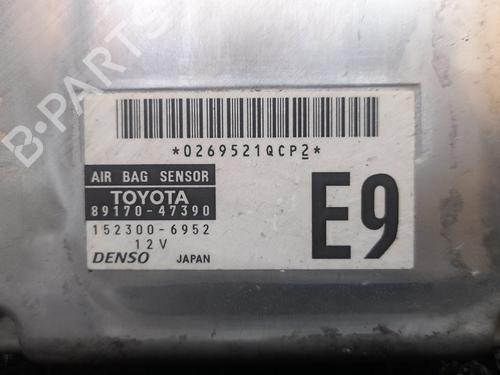 B-PARTS
*0269521QCP2*
AIR BAG SENSOR
TOYOTA
89170-47390
152300-6952
12V
DENSO JAPAN
E9